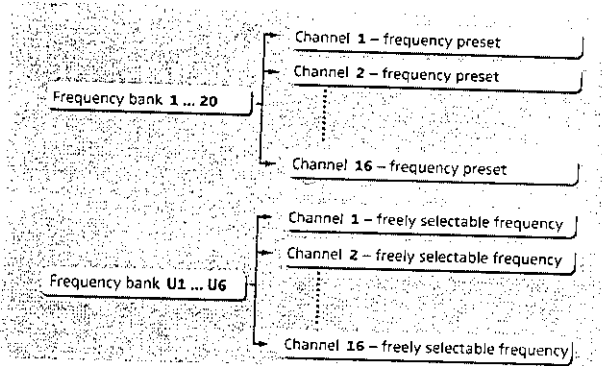 Channel 1 – frequency preset
Channel 2 – frequency preset
Frequency bank 1 ... 20
Channel 16 – frequency preset
Channel 1 – freely selectable frequency
Channel 2 – freely selectable frequency
Frequency bank U1 ... U6
Channel 16 – freely selectable frequency